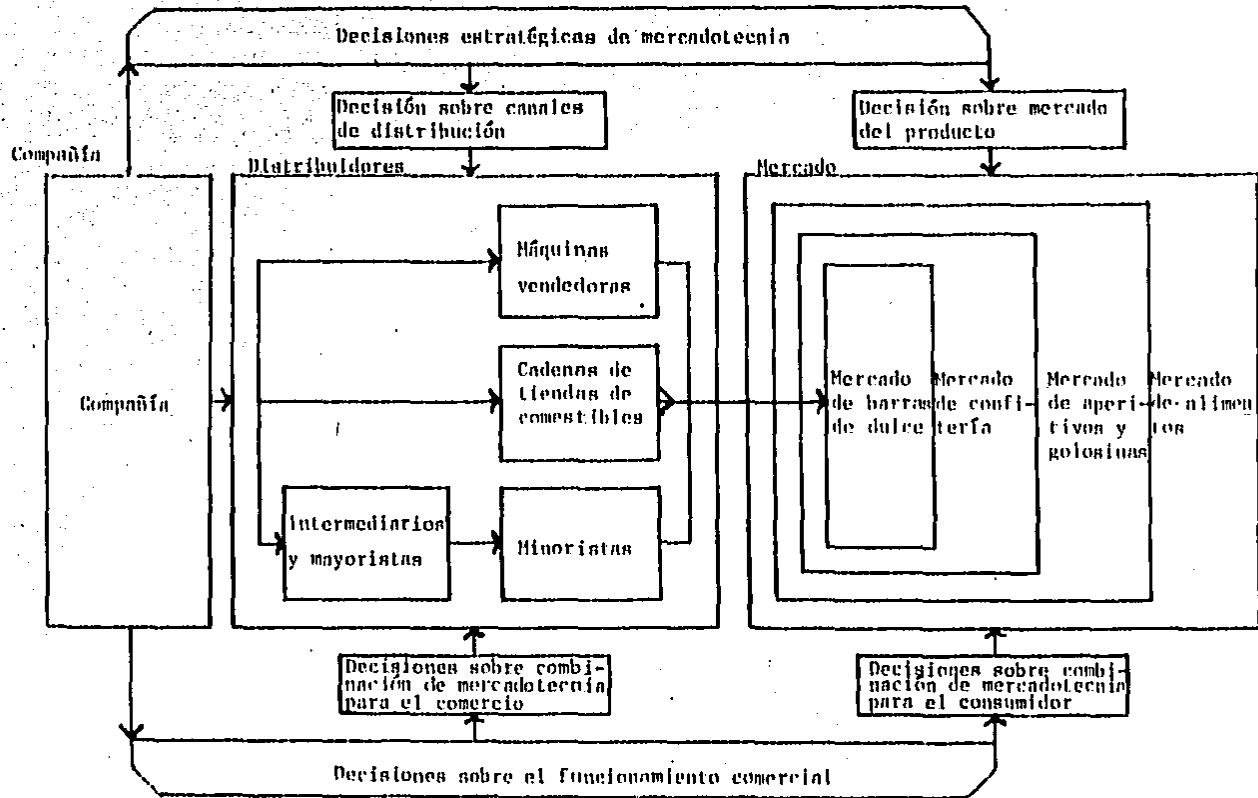 Decisiones estratégicas de mercadotecnia
Decisión sobre canales
de distribución
Decisión sobre mercado
del producto
Compañía
Distribuidores
Mercado
Máquinas
vendedoras
Cadenas de
tiendas de
comestibles
Compañía
Intermediarios
y mayoristas
Minoristas
Mercado
de barras
de dulce
Mercado
de confi-
tería
Mercado
de aperi-
tivos y
golosinas
Mercado
de alimen
tos
Decisiones sobre combi-
nación de mercadotecnia
para el comercio
Decisiones sobre combi-
nación de mercadotecnia
para el consumidor
Decisiones sobre el funcionamiento comercial